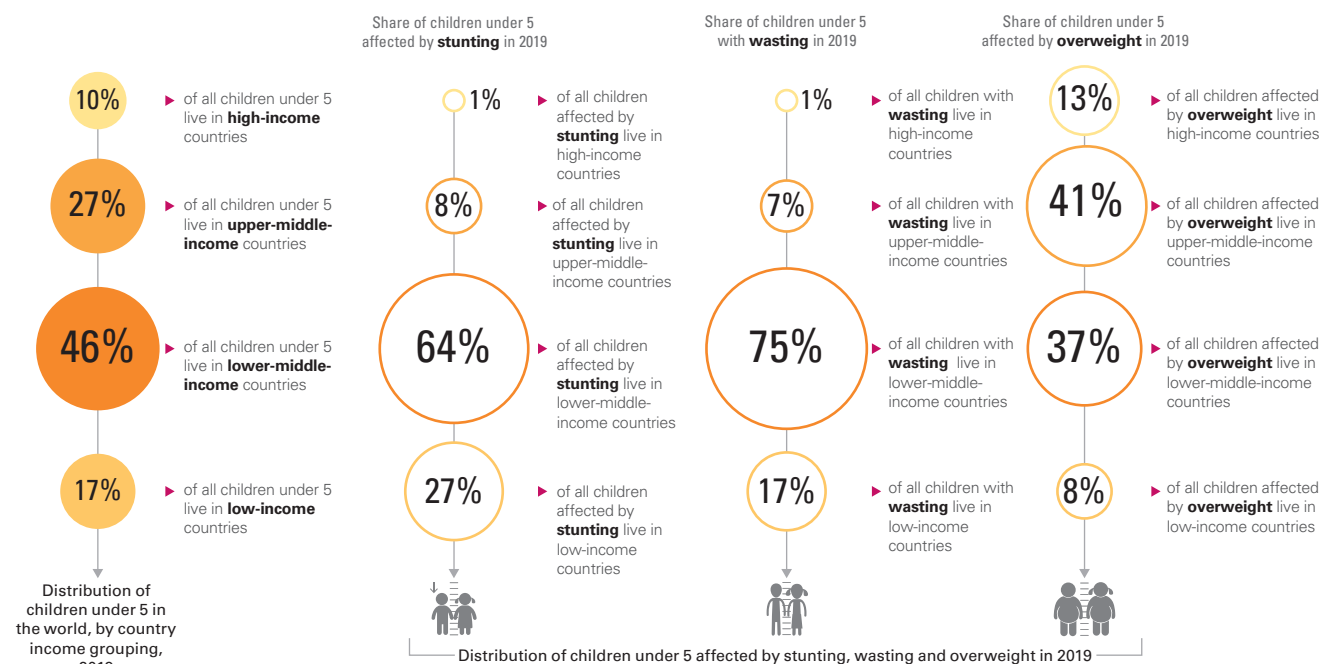 Share of children under 5
affected by stunting in 2019
Share of children under 5
with wasting in 2019
Share of children under 5
affected by overweight in 2019
10%
of all children under 5
live in high-income
countries
1%
of all children
affected by
stunting live in
high-income
countries
1%
of all children with
wasting live in
high-income
countries
13%
of all children affected
by overweight live in
high-income countries
27%
of all children under 5
live in upper-middle-
income countries
8%
of all children
affected by
stunting live in
upper-middle-
income countries
7%
of all children with
wasting live in
upper-middle-
income countries
41%
of all children affected
by overweight live in
upper-middle-income
countries
46%
of all children under 5
live in lower-middle-
income countries
64%
of all children
affected by
stunting live in
lower-middle-
income countries
75%
of all children with
wasting live in
lower-middle-
income countries
37%
of all children affected
by overweight live in
lower-middle-income
countries
17%
of all children under 5
live in low-income
countries
27%
of all children
affected by
stunting live in
low-income
countries
17%
of all children with
wasting live in
low-income
countries
8%
of all children affected
by overweight live in
low-income countries
Distribution of
children under 5 in
the world, by country
income grouping,
Distribution of children under 5 affected by stunting, wasting and overweight in 2019